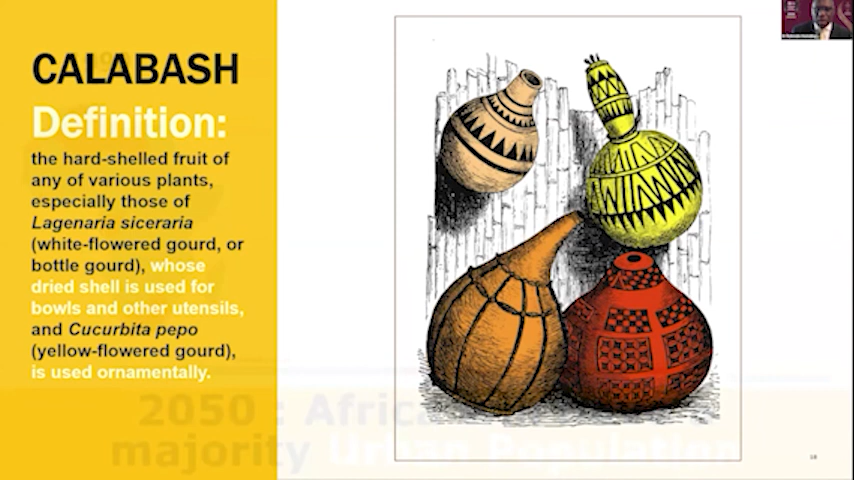 CALABASH
Definition:
the hard-shelled fruit of
any of various plants,
especially those of
Lagenaria siceraria
(white-flowered gourd, or
bottle gourd), whose
dried shell is used for
bowls and other utensils,
and Cucurbita pepo
(yellow-flowered gourd),
is used ornamentally.
2050 : Africa
majority Urban Population
18